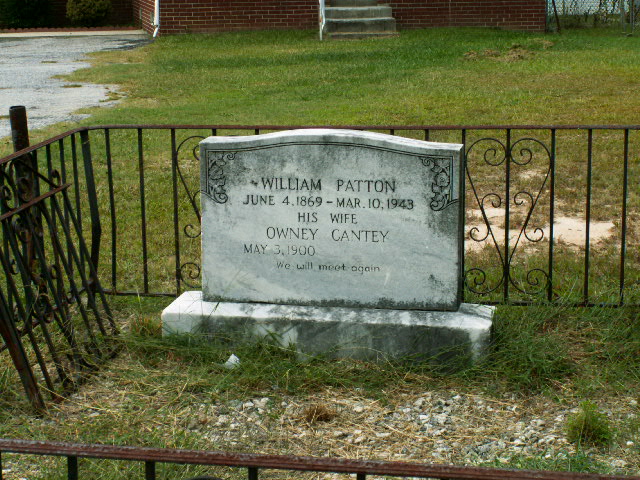 WILLIAM PATTON
JUNE 4, 1869 – MAR. 10, 1943
HIS WIFE
OWNEY CANTEY
MAY 3, 1900
We will meet again